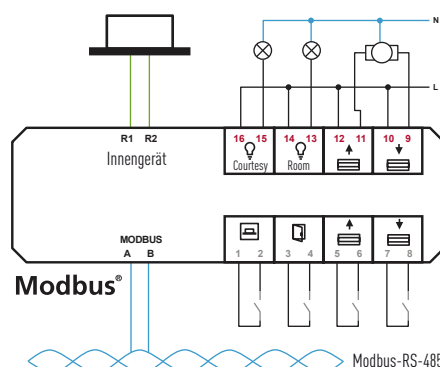 N
L
R1 R2
16 15 14 13 12 11 10 9
Innengerät
Courtesy Room
MODBUS
A B
1 2 3 4 5 6 7 8
Modbus®
Modbus-RS-485